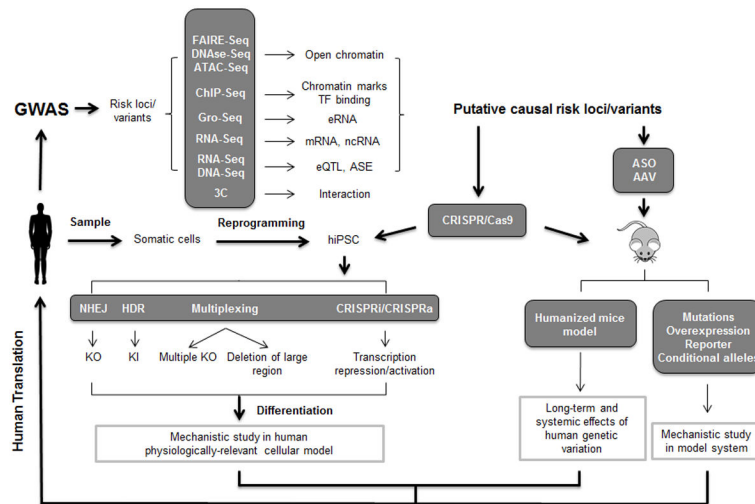 FAIRE-Seq
DNAse-Seq
ATAC-Seq
Open chromatin
ChIP-Seq
Chromatin marks
TF binding
GWAS
Risk loci/
variants
Gro-Seq
eRNA
RNA-Seq
mRNA, ncRNA
RNA-Seq
DNA-Seq
eQTL, ASE
3C
Interaction
Putative causal risk loci/variants
ASO
AAV
CRISPR/Cas9
Sample
Somatic cells
Reprogramming
hiPSC
NHEJ HDR Multiplexing CRISPRi/CRISPRa
KO KI Multiple KO Deletion of large
region
Transcription
repression/activation
Differentiation
Mechanistic study in human
physiologically-relevant cellular model
Humanized mice
model
Mutations
Overexpression
Reporter
Conditional alleles
Long-term and
systemic effects of
human genetic
variation
Mechanistic study
in model system
Human Translation